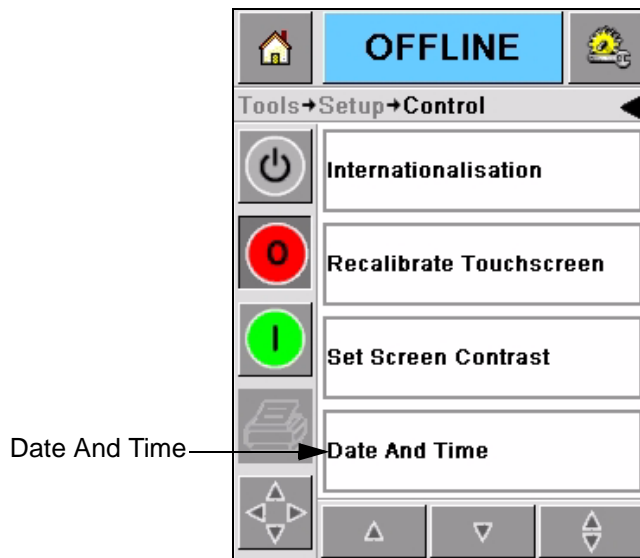 OFFLINE
Tools→Setup→Control
Internationalisation
O
Recalibrate Touchscreen
I
Set Screen Contrast
Date And Time
Date And Time